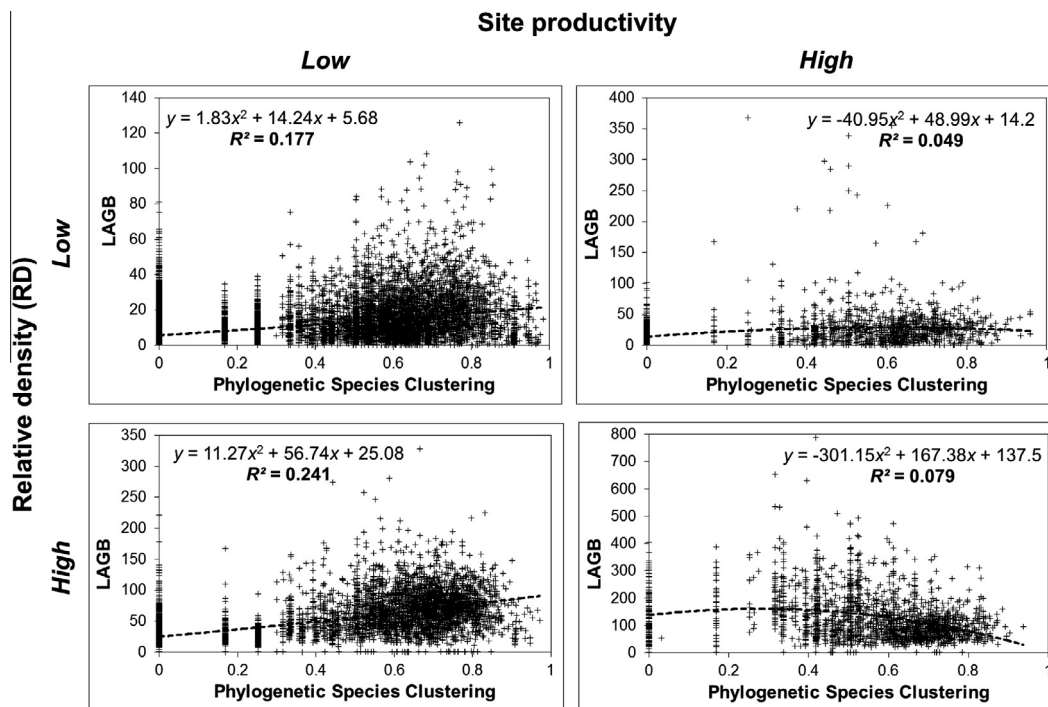 Site productivity
Low
High
Relative density (RD)
Low
High
140
120
100
80
60
40
20
0
LAGB
y = 1.83x² + 14.24x + 5.68
R² = 0.177
0 0.2 0.4 0.6 0.8 1
Phylogenetic Species Clustering
400
350
300
250
200
150
100
50
0
LAGB
y = -40.95x² + 48.99x + 14.2
R² = 0.049
0 0.2 0.4 0.6 0.8 1
Phylogenetic Species Clustering
350
300
250
200
150
100
50
0
LAGB
y = 11.27x² + 56.74x + 25.08
R² = 0.241
0 0.2 0.4 0.6 0.8 1
Phylogenetic Species Clustering
800
700
600
500
400
300
200
100
0
LAGB
y = -301.15x² + 167.38x + 137.5
R² = 0.079
0 0.2 0.4 0.6 0.8 1
Phylogenetic Species Clustering